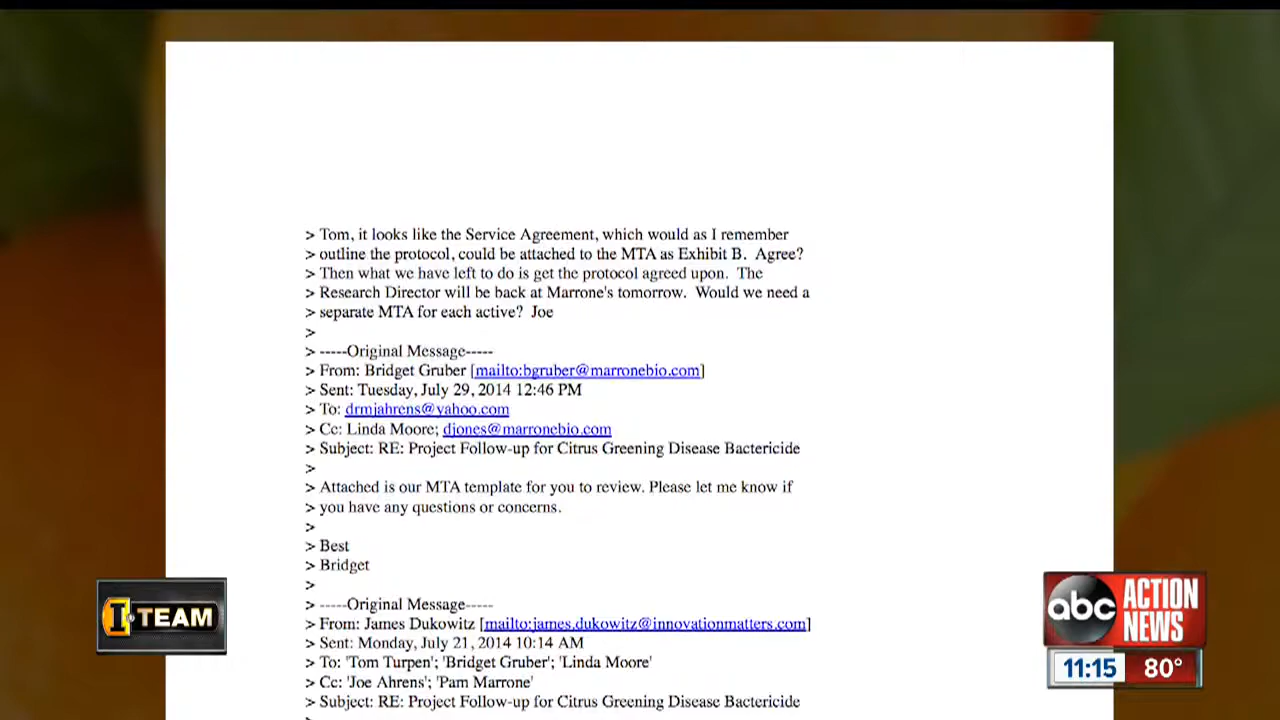 > Tom, it looks like the Service Agreement, which would as I remember
> outline the protocol, could be attached to the MTA as Exhibit B.  Agree?
> Then what we have left to do is get the protocol agreed upon.  The
> Research Director will be back at Marrone's tomorrow.  Would we need a
> separate MTA for each active?  Joe
>
> -----Original Message-----
> From: Bridget Gruber [mailto:bgruber@marronebio.com]
> Sent: Tuesday, July 29, 2014 12:46 PM
> To: drmjahrens@yahoo.com
> Cc: Linda Moore; djones@marronebio.com
> Subject: RE: Project Follow-up for Citrus Greening Disease Bactericide
>
> Attached is our MTA template for you to review. Please let me know if
> you have any questions or concerns.
>
> Best
> Bridget
>
> -----Original Message-----
> From: James Dukowitz [mailto:james.dukowitz@innovationmatters.com]
> Sent: Monday, July 21, 2014 10:14 AM
> To: 'Tom Turpen'; 'Bridget Gruber'; 'Linda Moore'
> Cc: 'Joe Ahrens'; 'Pam Marrone'
> Subject: RE: Project Follow-up for Citrus Greening Disease Bactericide
>
I-TEAM
abc ACTION NEWS
11:15 80°